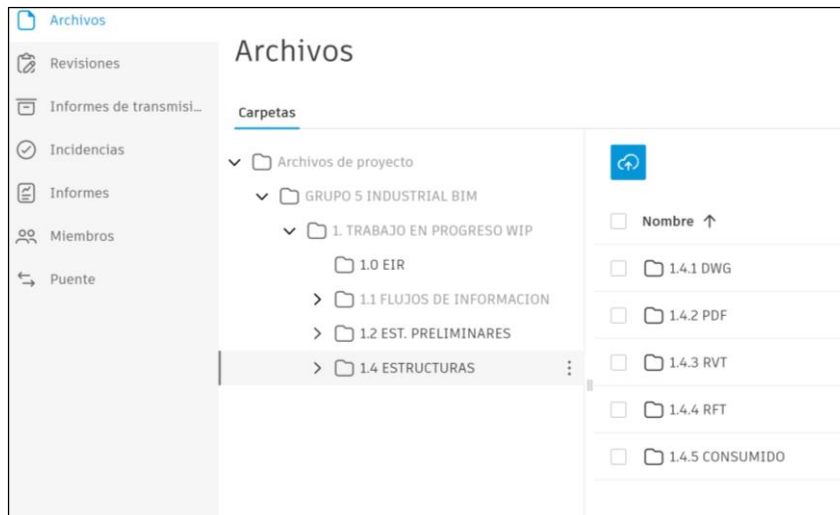 Archivos
Revisiones
Informes de transmisi...
Incidencias
Informes
Miembros
Puente
Archivos
Carpetas
Archivos de proyecto
GRUPO 5 INDUSTRIAL BIM
1. TRABAJO EN PROGRESO WIP
1.0 EIR
1.1 FLUJOS DE INFORMACION
1.2 EST. PRELIMINARES
1.4 ESTRUCTURAS
Nombre
1.4.1 DWG
1.4.2 PDF
1.4.3 RVT
1.4.4 RFT
1.4.5 CONSUMIDO